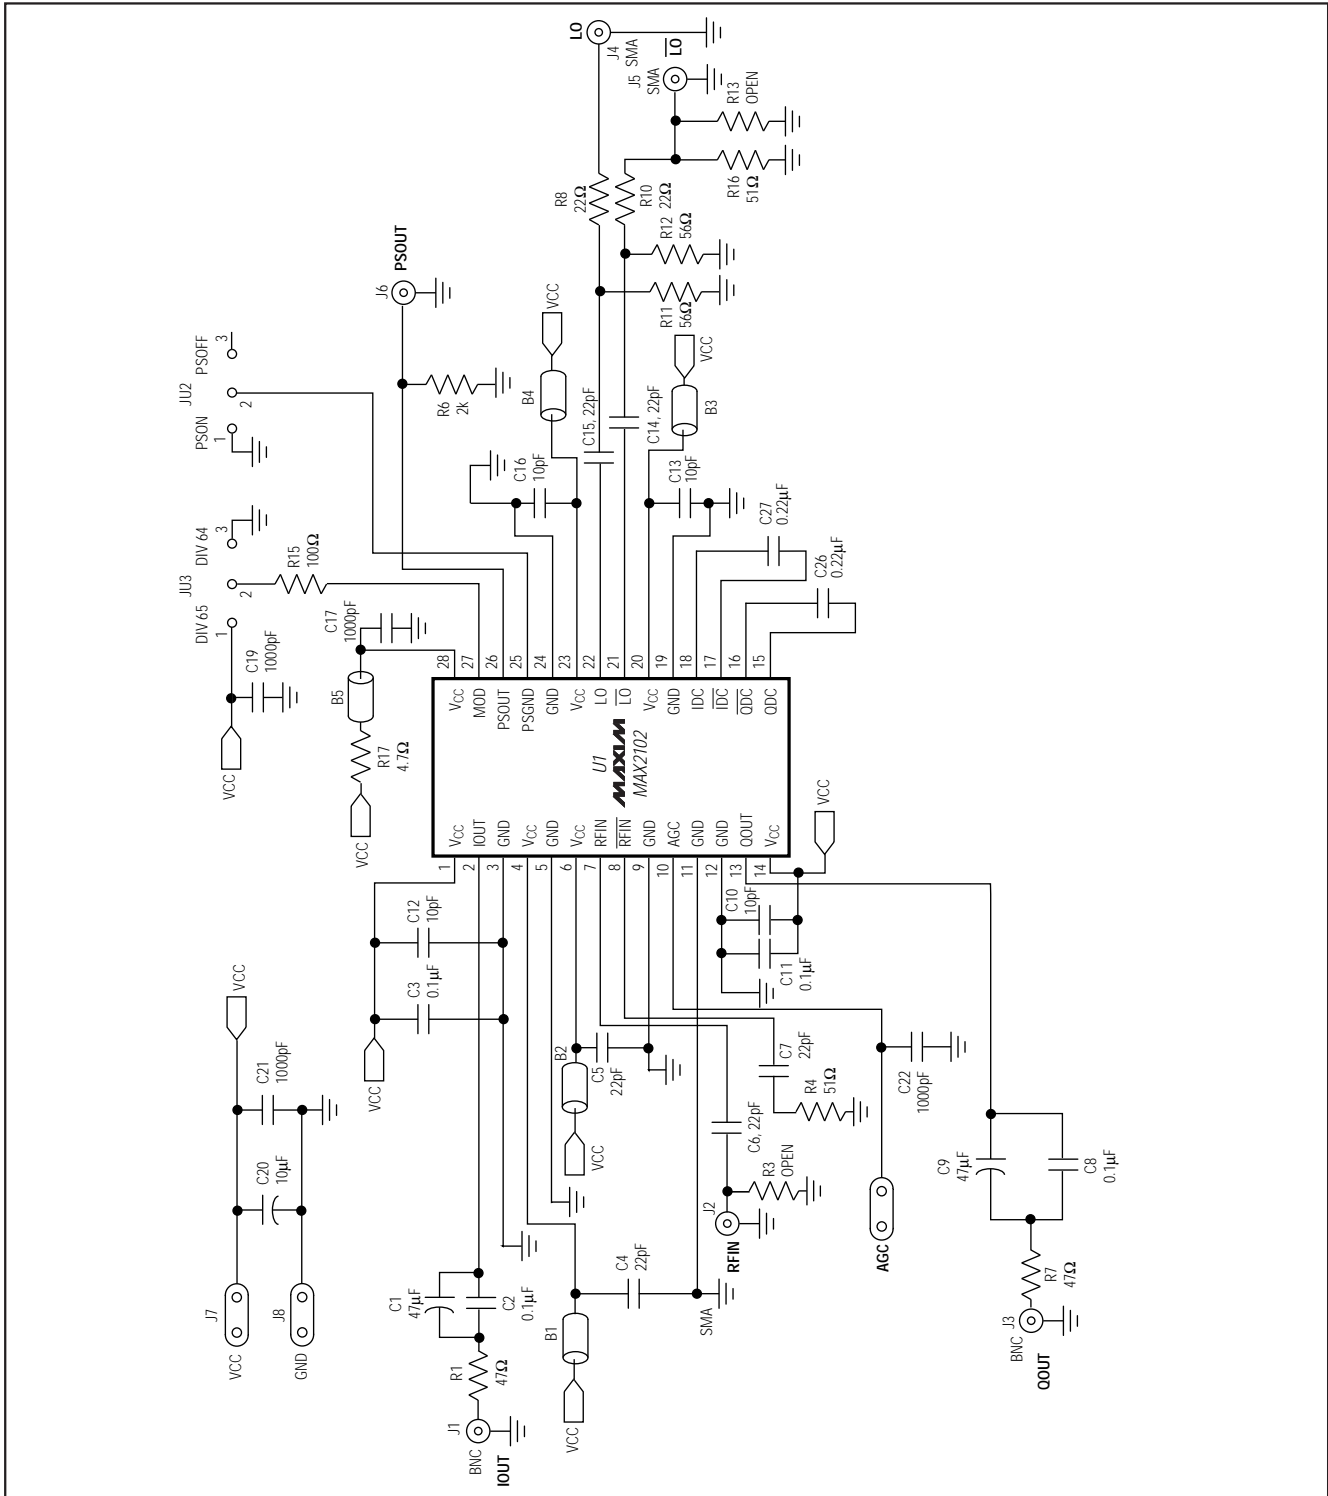 LO
J4
SMA
LO
J5
SMA
R13
OPEN
R16
51Ω
R8
22Ω
R10
22Ω
R12
56Ω
R11
56Ω
J6
PSOUT
R6
2k
VCC
B4
VCC
B3
C15, 22pF
C14, 22pF
C16
10pF
C13
10pF
C27
0.22µF
C26
0.22µF
JU2
PSOFF
3
2
PSON
1
JU3
DIV 64
3
2
DIV 65
1
R15
100Ω
C19
1000pF
VCC
C17
1000pF
B5
R17
4.7Ω
VCC
28
27
26
25
24
23
22
21
20
19
18
17
16
15
VCC
MOD
PSOUT
PSGND
GND
VCC
LO
LO
VCC
GND
IDC
IDC
QDC
QDC
U1
MAXIM
MAX2102
VCC
IOUT
GND
VCC
GND
VCC
RFIN
RFIN
GND
AGC
GND
GND
QOUT
VCC
1
2
3
4
5
6
7
8
9
10
11
12
13
14
VCC
C12
10pF
C3
0.1µF
VCC
C10
10pF
C11
0.1µF
VCC
C21
1000pF
C20
10µF
J7
VCC
J8
GND
B2
VCC
C5
22pF
C7
22pF
R4
51Ω
C6, 22pF
R3
OPEN
J2
RFIN
C22
1000pF
AGC
C4
22pF
SMA
B1
VCC
C1
47µF
C2
0.1µF
R1
47Ω
J1
BNC
IOUT
C9
47µF
C8
0.1µF
R7
47Ω
J3
BNC
QOUT